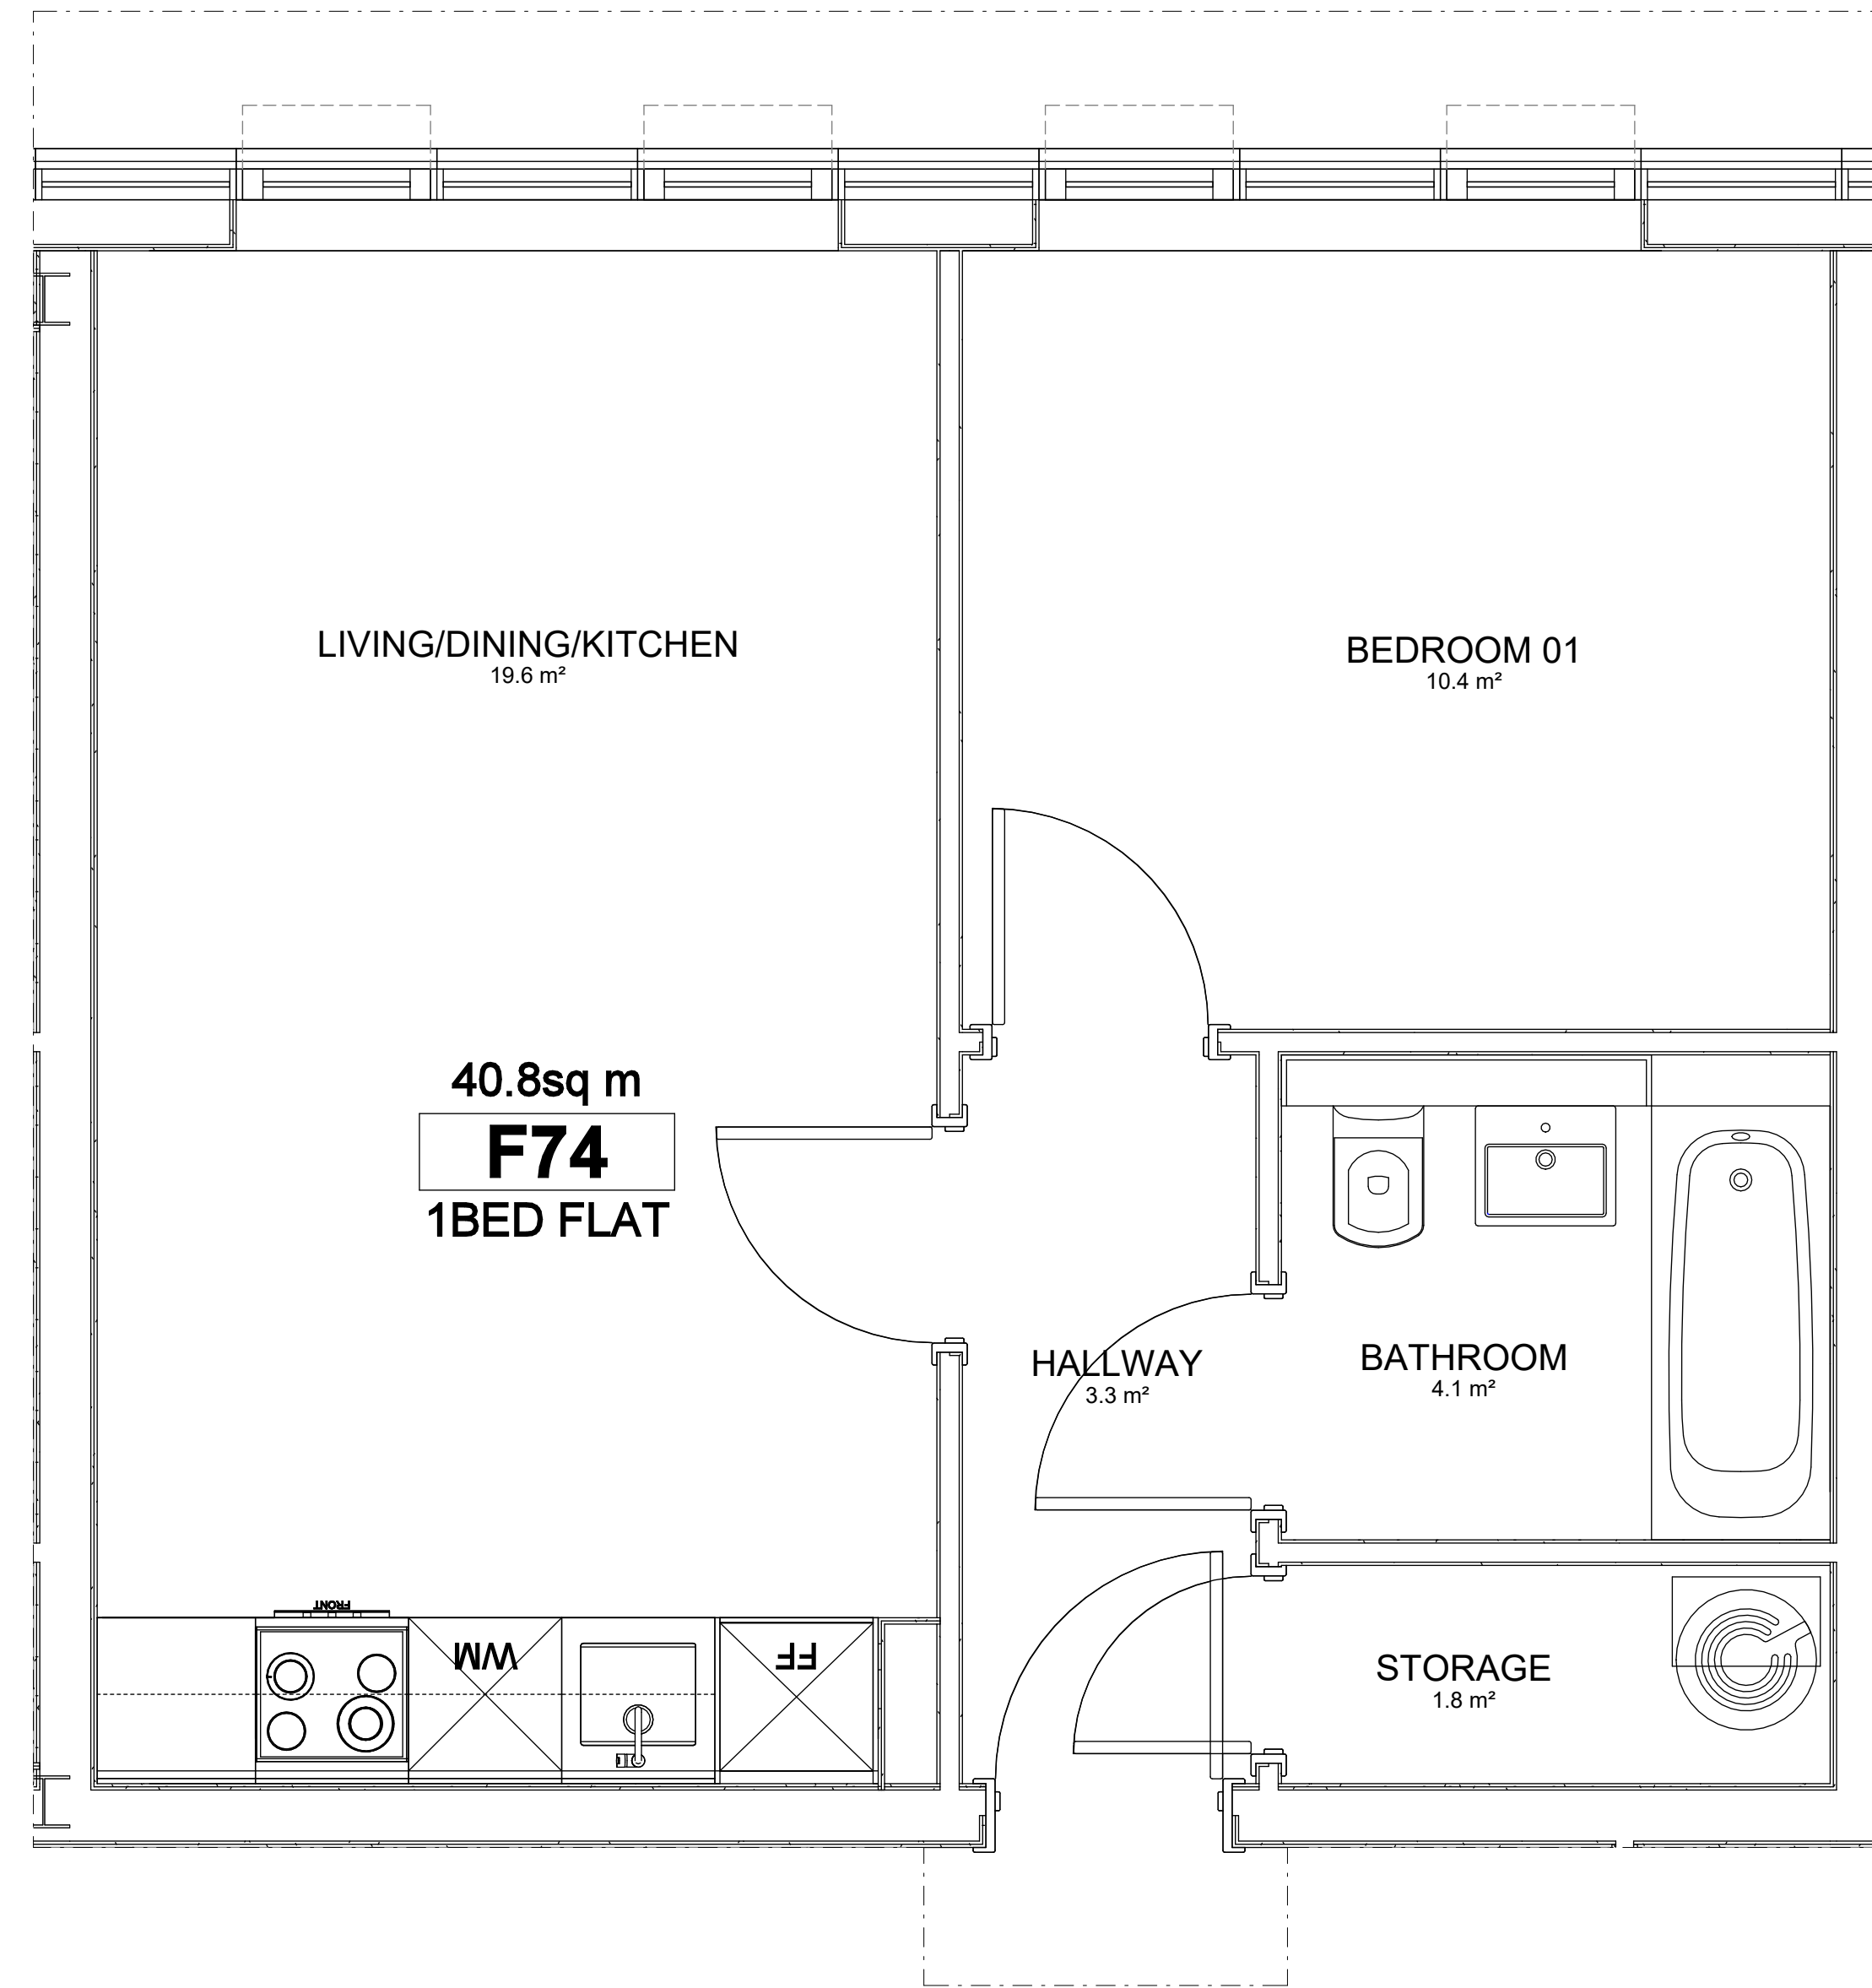 LIVING/DINING/KITCHEN
19.6 m²
BEDROOM 01
10.4 m²
40.8sq m
F74
1BED FLAT
HALLWAY
3.3 m²
BATHROOM
4.1 m²
FRONT
WM
FF
STORAGE
1.8 m²